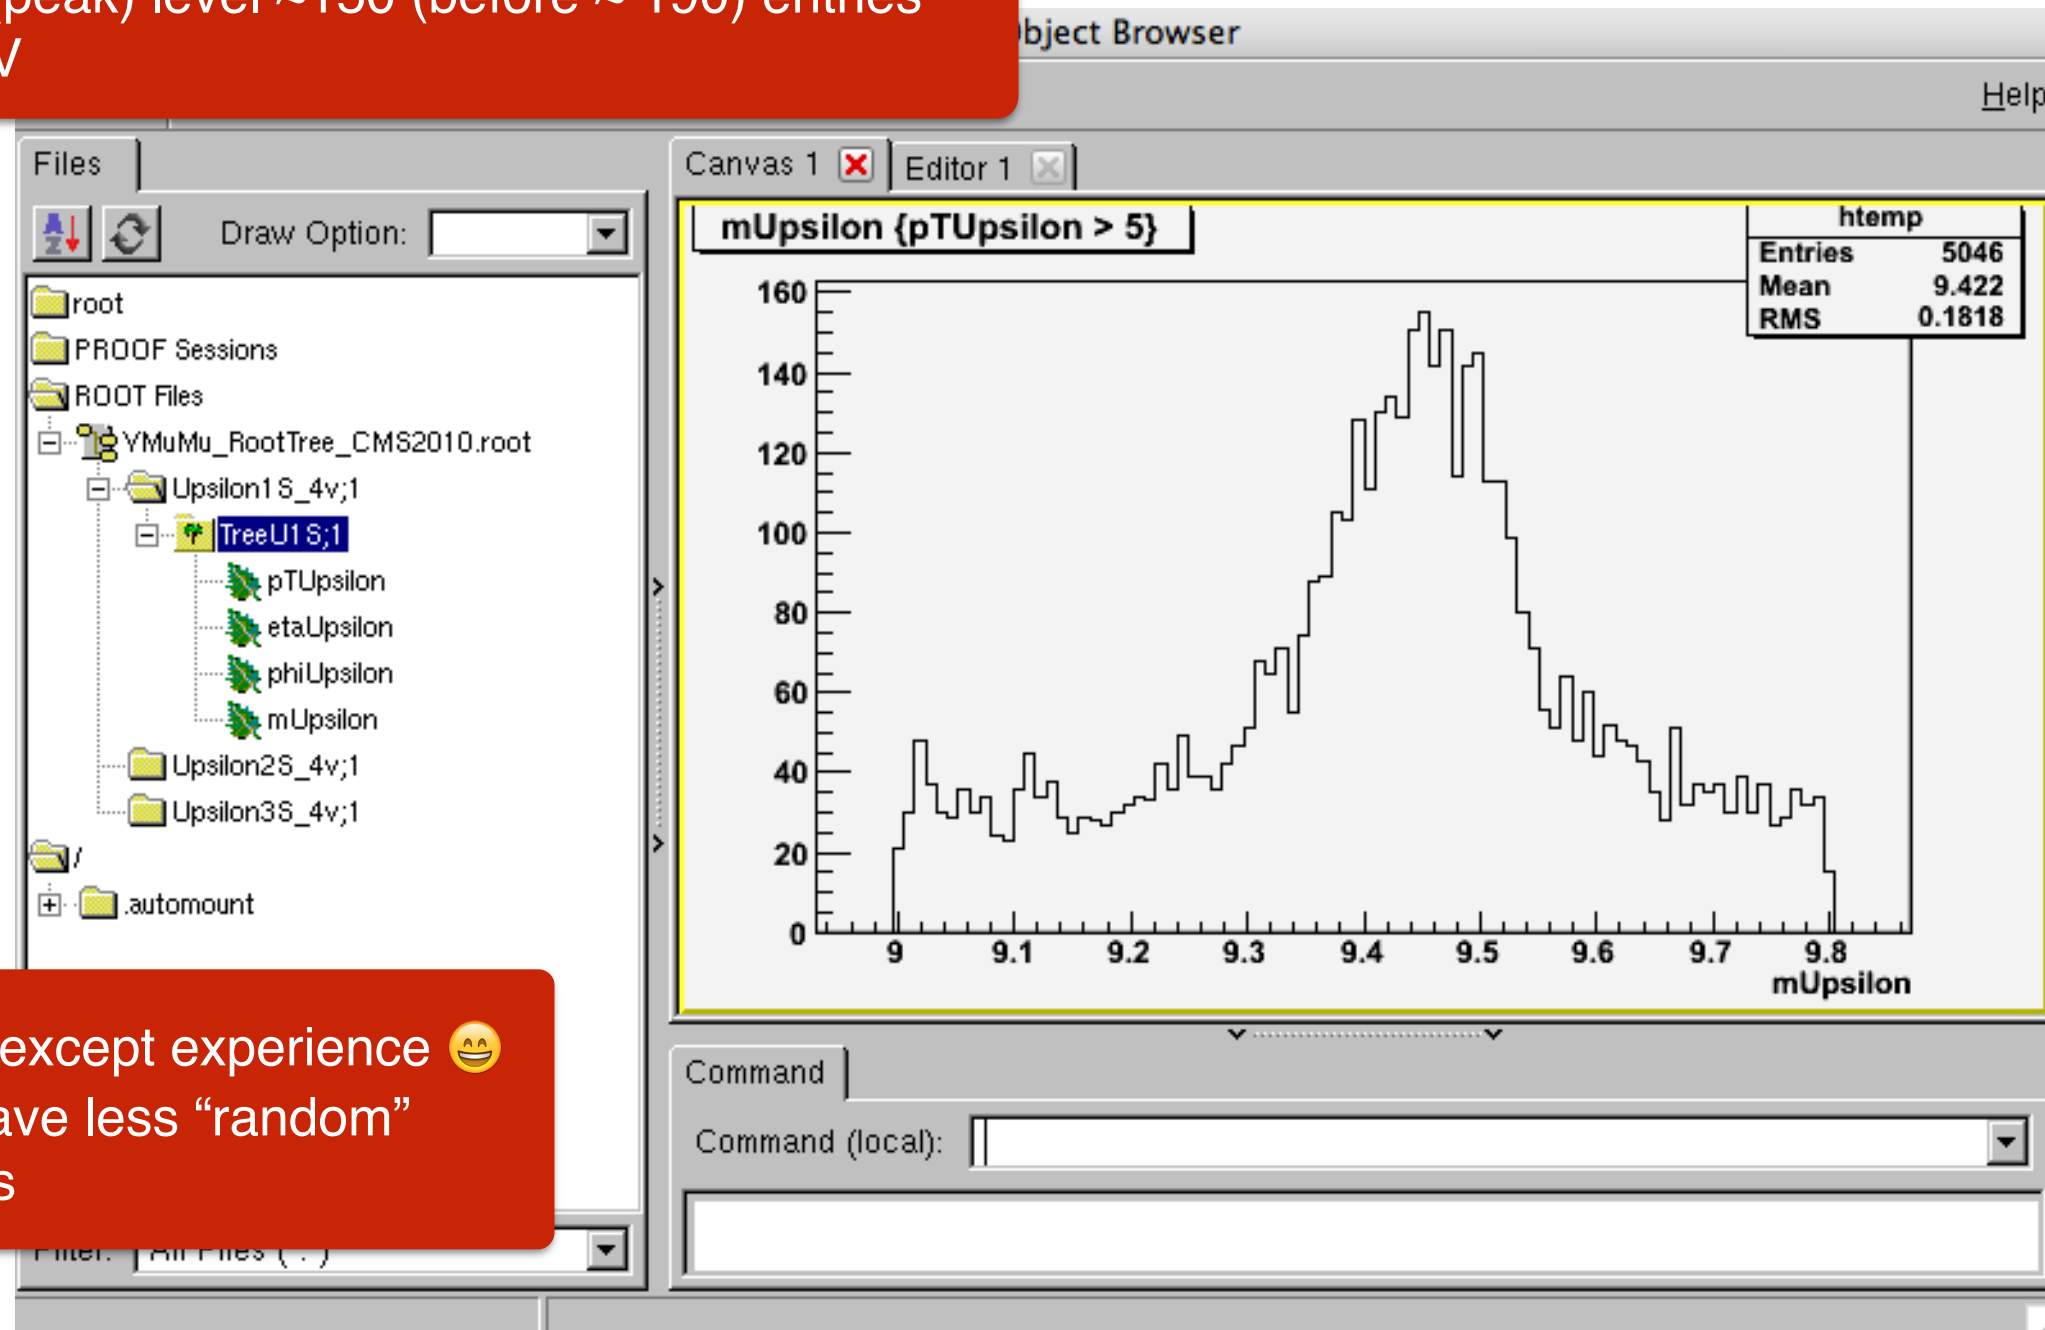 (peak) level ~150 (before ~ 190) entries
V
Object Browser
Help
Files
Canvas 1
Editor 1
Draw Option:
root
PROOF Sessions
ROOT Files
YMuMu_RootTree_CMS2010.root
Upsilon1S_4v;1
TreeU1S;1
pTUpsilon
etaUpsilon
phiUpsilon
mUpsilon
Upsilon2S_4v;1
Upsilon3S_4v;1
/
.automount
mUpsilon {pTUpsilon > 5}
htemp
Entries 5046
Mean 9.422
RMS 0.1818
160
140
120
100
80
60
40
20
0
9 9.1 9.2 9.3 9.4 9.5 9.6 9.7 9.8
mUpsilon
except experience 😄
ave less “random”
s
Filter: All Files (*.*)
Command
Command (local):